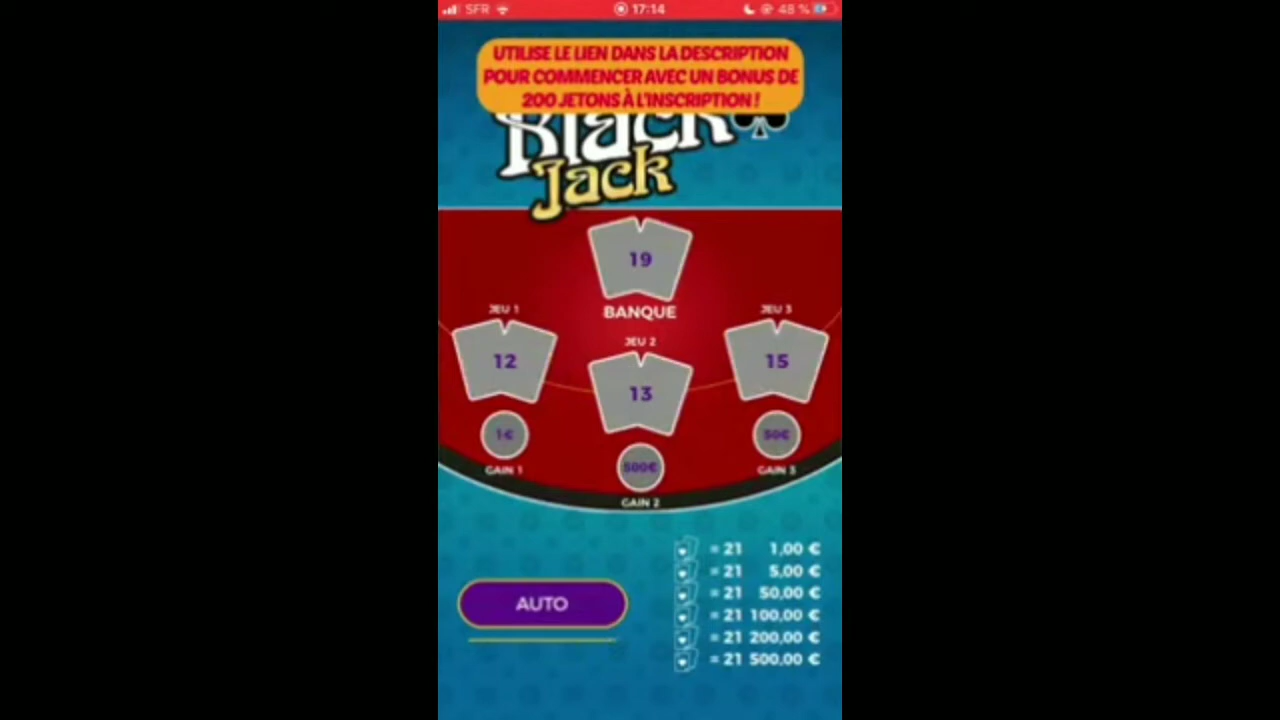 SFR 17:14 48 %
UTILISE LE LIEN DANS LA DESCRIPTION
POUR COMMENCER AVEC UN BONUS DE
200 JETONS À L'INSCRIPTION !
Black
Jack
19
BANQUE
JEU 1
JEU 2
JEU 3
12
13
15
1€
500€
50€
GAIN 1
GAIN 2
GAIN 3
= 21 1,00 €
= 21 5,00 €
= 21 50,00 €
= 21 100,00 €
= 21 200,00 €
= 21 500,00 €
AUTO